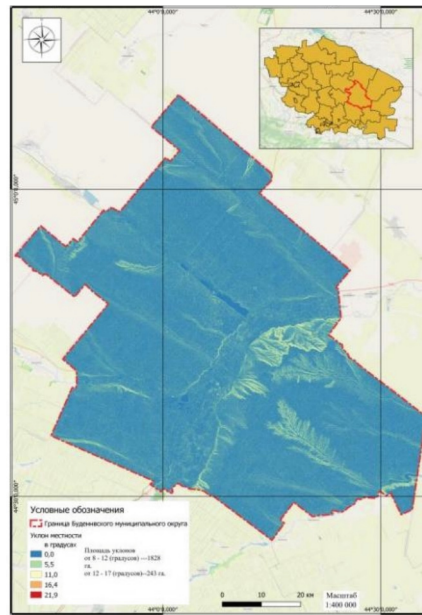 44°0'0,000"
44°30'0,000"
45°0'0,000"
44°30'0,000"
Условные обозначения
Граница Буденновского муниципального округа
Уклон местности
в градусах
0,0
5,5
11,0
16,4
21,9
Площадь уклонов
от 8 - 12 (градусов) —1828
га.
от 12 - 17 (градусов)--243 га.
0 10 20 км
Масштаб
1:400 000
44°0'0,000"
44°30'0,000"